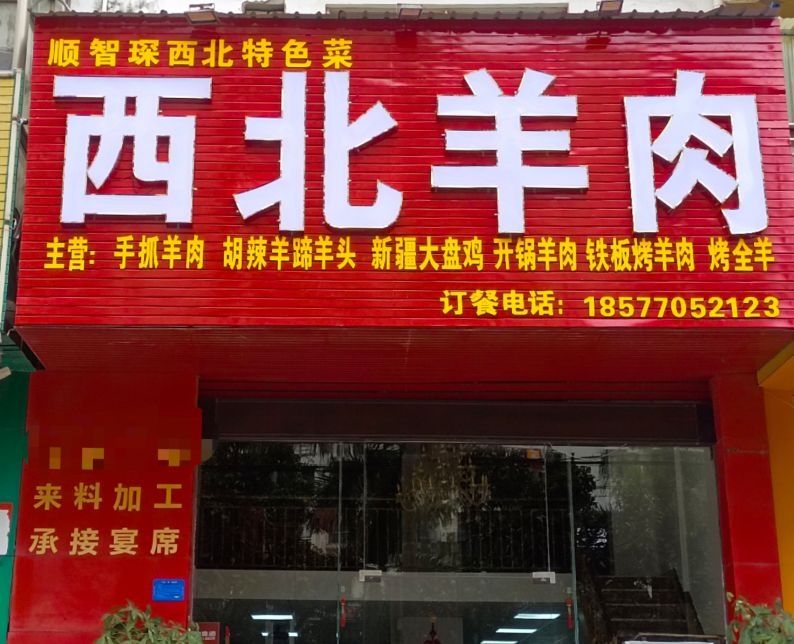 顺智琛西北特色菜
西北羊肉
主营：手抓羊肉 胡辣羊蹄羊头 新疆大盘鸡 开锅羊肉 铁板烤羊肉 烤全羊
订餐电话：18577052123
来料加工
承接宴席